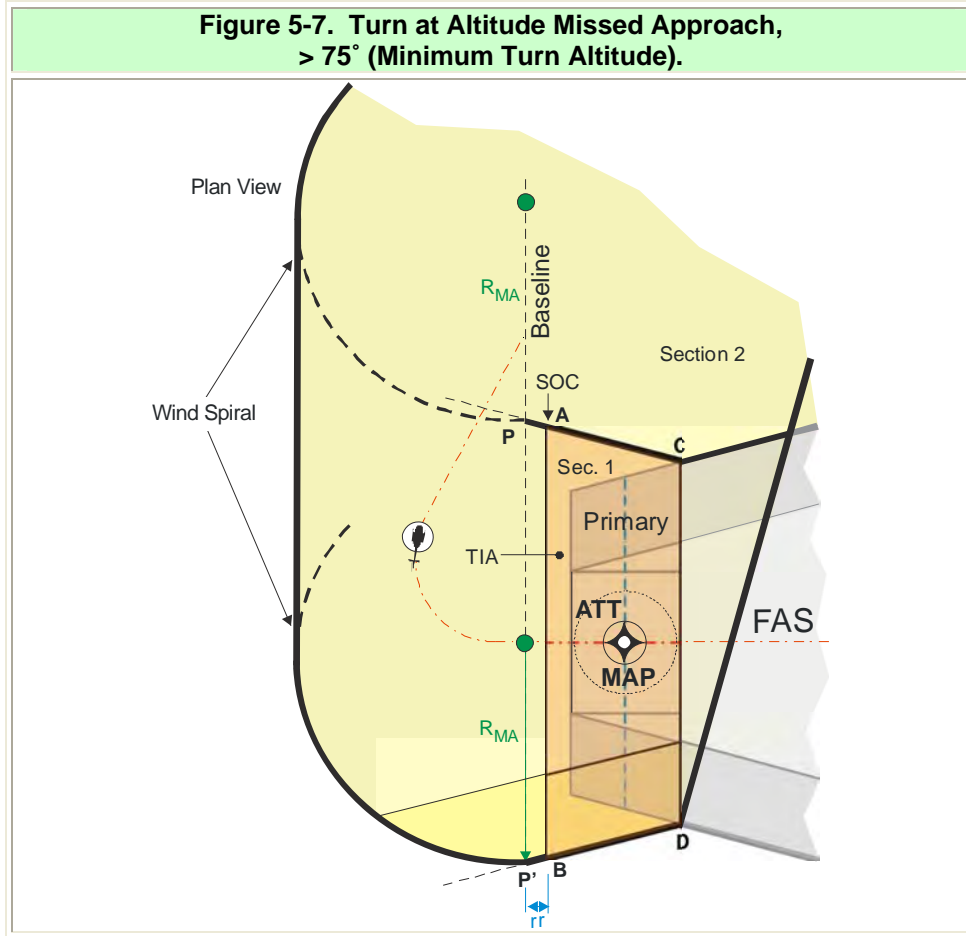 Figure 5-7. Turn at Altitude Missed Approach,
> 75˚ (Minimum Turn Altitude).
Plan View
Baseline
RMA
Section 2
SOC
Wind Spiral
P
A
C
Sec. 1
Primary
TIA
ATT
FAS
MAP
RMA
D
P' B
rr